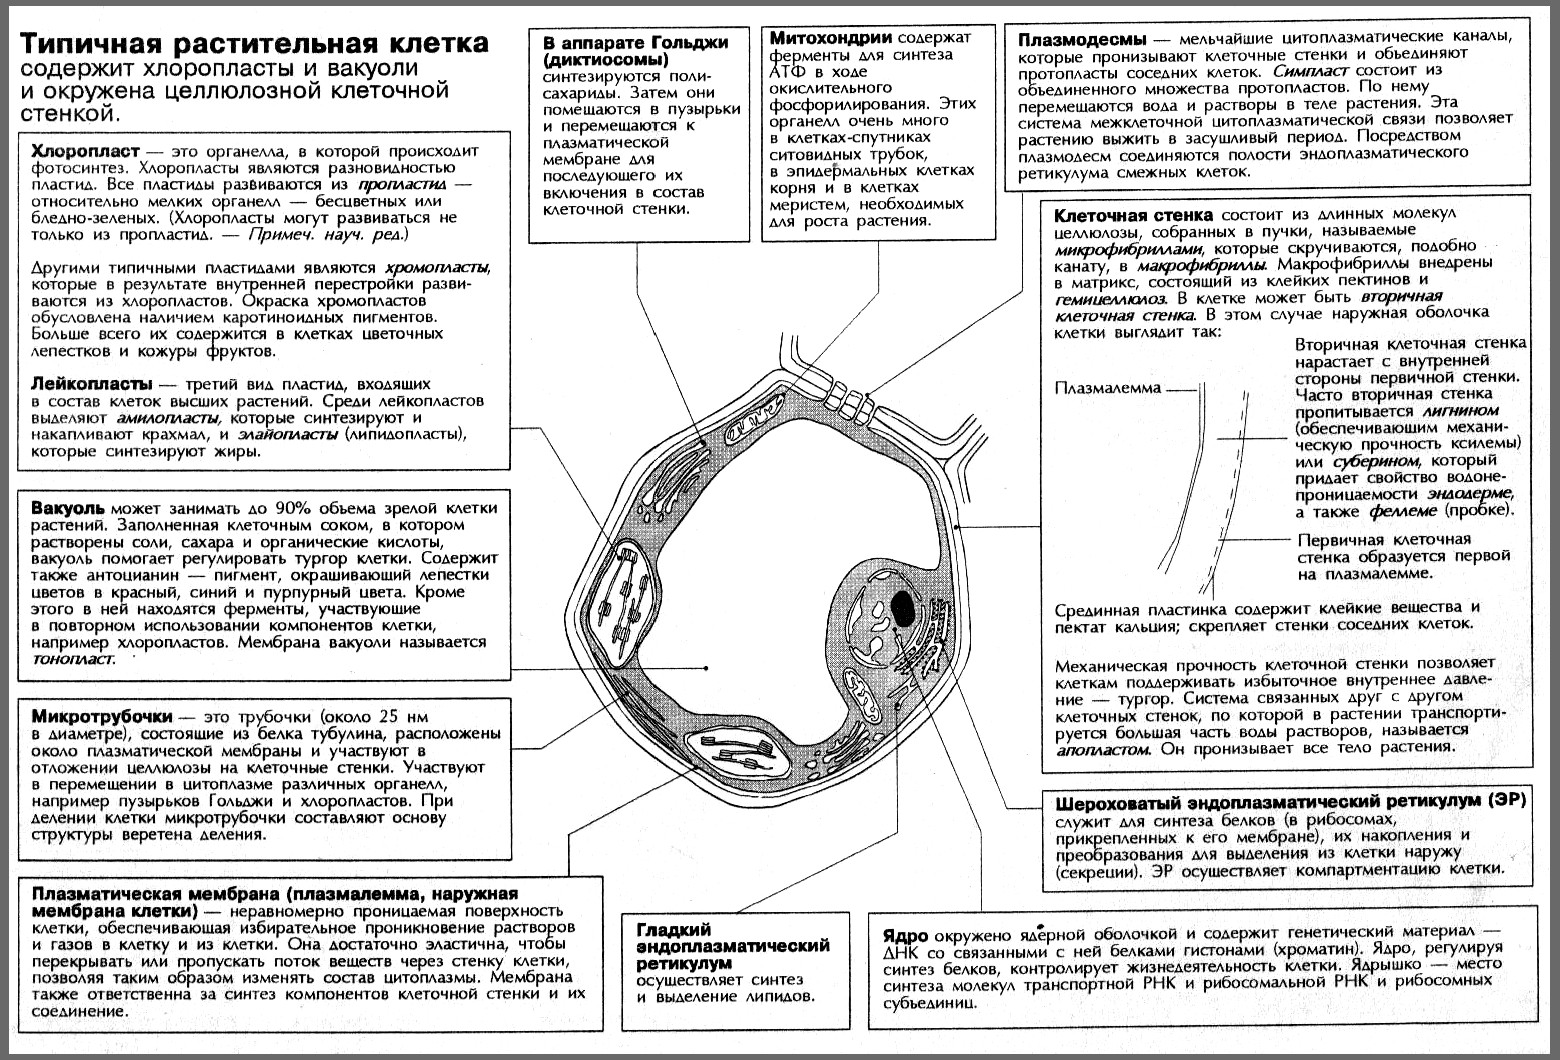 Типичная растительная клетка
содержит хлоропласты и вакуоли
и окружена целлюлозной клеточной
стенкой.
Хлоропласт — это органелла, в которой происходит
фотосинтез. Хлоропласты являются разновидностью
пластид. Все пластиды развиваются из пропластид —
относительно мелких органелл — бесцветных или
бледно-зеленых. (Хлоропласты могут развиваться не
только из пропластид. — Примеч. науч. ред.)
Другими типичными пластидами являются хромопласты,
которые в результате внутренней перестройки разви-
ваются из хлоропластов. Окраска хромопластов
обусловлена наличием каротиноидных пигментов.
Больше всего их содержится в клетках цветочных
лепестков и кожуры фруктов.
Лейкопласты — третий вид пластид, входящих
в состав клеток высших растений. Среди лейкопластов
выделяют амилопласты, которые синтезируют и
накапливают крахмал, и элайопласты (липидопласты),
которые синтезируют жиры.
Вакуоль может занимать до 90% обьема зрелой клетки
растений. Заполненная клеточным соком, в котором
растворены соли, сахара и органические кислоты,
вакуоль помогает регулировать тургор клетки. Содержит
также антоцианин — пигмент, окрашивающий лепестки
цветов в красный, синий и пурпурный цвета. Кроме
этого в ней находятся ферменты, участвующие
в повторном использовании компонентов клетки,
например хлоропластов. Мембрана вакуоли называется
тонопласт.
Микротрубочки — это трубочки (около 25 нм
в диаметре), состоящие из белка тубулина, расположены
около плазматической мембраны и участвуют в
отложении целлюлозы на клеточные стенки. Участвуют
в перемещении в цитоплазме различных органелл,
например пузырьков Гольджи и хлоропластов. При
делении клетки микротрубочки составляют основу
структуры веретена деления.
Плазматическая мембрана (плазмалемма, наружная
мембрана клетки) — неравномерно проницаемая поверхность
клетки, обеспечивающая избирательное проникновение растворов
и газов в клетку и из клетки. Она достаточно эластична, чтобы
перекрывать или пропускать поток веществ через стенку клетки,
позволяя таким образом изменять состав цитоплазмы. Мембрана
также ответственна за синтез компонентов клеточной стенки и их
соединение.
В аппарате Гольджи
(диктиосомы)
синтезируются поли-
сахариды. Затем они
помещаются в пузырьки
и перемещаются к
плазматической
мембране для
последующего их
включения в состав
клеточной стенки.
Митохондрии содержат
ферменты для синтеза
АТФ в ходе
окислительного
фосфорилирования. Этих
органелл очень много
в клетках-спутниках
ситовидных трубок,
в эпидермальных клетках
корня и в клетках
меристем, необходимых
для роста растения.
Плазмодесмы — мельчайшие цитоплазматические каналы,
которые пронизывают клеточные стенки и объединяют
протопласты соседних клеток. Симпласт состоит из
объединенного множества протопластов. По нему
перемещаются вода и растворы в теле растения. Эта
система межклеточной цитоплазматической связи позволяет
растению выжить в засушливый период. Посредством
плазмодесм соединяются полости эндоплазматического
ретикулума смежных клеток.
Клеточная стенка состоит из длинных молекул
целлюлозы, собранных в пучки, называемые
микрофибриллами, которые скручиваются, подобно
канату, в макрофибриллы. Макрофибриллы внедрены
в матрикс, состоящий из клейких пектинов и
гемицеллюлоз. В клетке может быть вторичная
клеточная стенка. В этом случае наружная оболочка
клетки выглядит так:
Плазмалемма
Вторичная клеточная стенка
нарастает с внутренней
стороны первичной стенки.
Часто вторичная стенка
пропитывается лигнином
(обеспечивающим механи-
ческую прочность ксилемы)
или суберином, который
придает свойство водоне-
проницаемости эндодерме,
а также феллеме (пробке).
Первичная клеточная
стенка образуется первой
на плазмалемме.
Срединная пластинка содержит клейкие вещества и
пектат кальция; скрепляет стенки соседних клеток.
Механическая прочность клеточной стенки позволяет
клеткам поддерживать избыточное внутреннее давле-
ние — тургор. Система связанных друг с другом
клеточных стенок, по которой в растении транспорти-
руется большая часть воды растворов, называется
апопластом. Он пронизывает все тело растения.
Шероховатый эндоплазматический ретикулум (ЭР)
служит для синтеза белков (в рибосомах,
прикрепленных к его мембране), их накопления и
преобразования для выделения из клетки наружу
(секреции). ЭР осуществляет компартментацию клетки.
Гладкий
эндоплазматический
ретикулум
осуществляет синтез
и выделение липидов.
Ядро окружено ядерной оболочкой и содержит генетический материал —
ДНК со связанными с ней белками гистонами (хроматин). Ядро, регулируя
синтез белков, контролирует жизнедеятельность клетки. Ядрышко — место
синтеза молекул транспортной РНК и рибосомальной РНК и рибосомных
субъединиц.